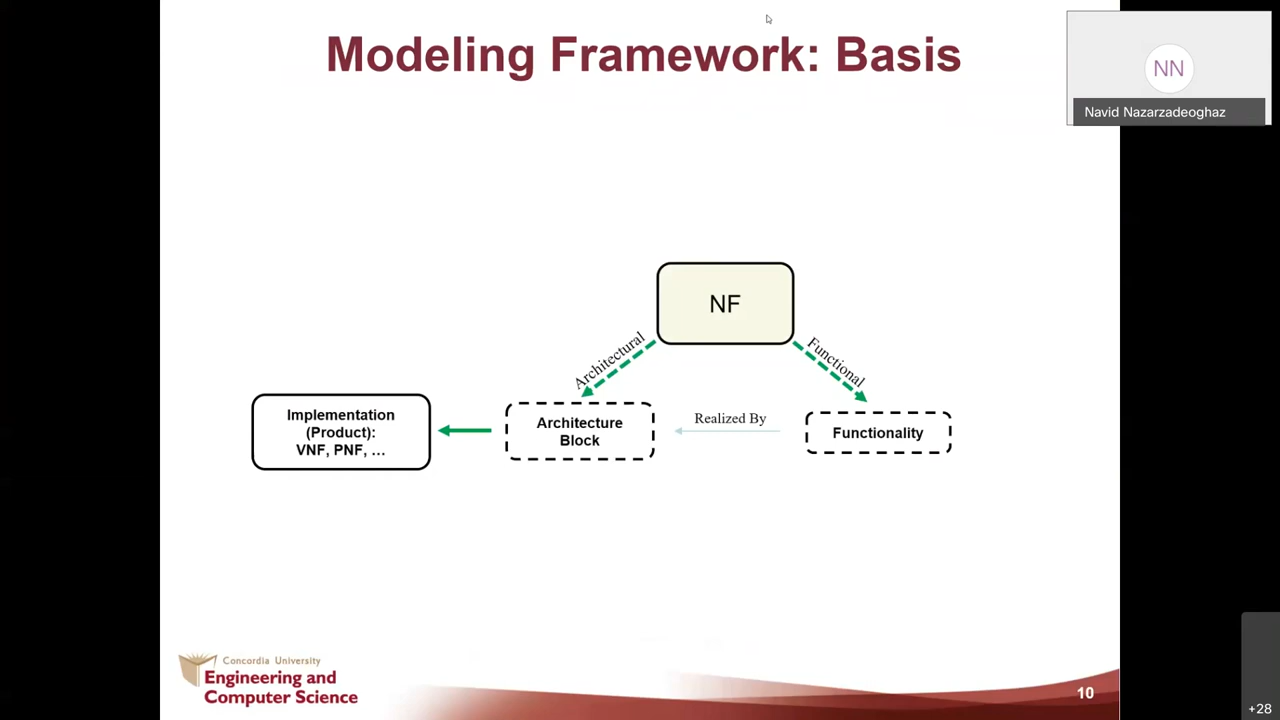 Modeling Framework: Basis
NN
Navid Nazarzadeoghaz
NF
Architectural
Functional
Implementation
(Product):
VNF, PNF, ...
Architecture
Block
Realized By
Functionality
Concordia University
Engineering and
Computer Science
10
+28